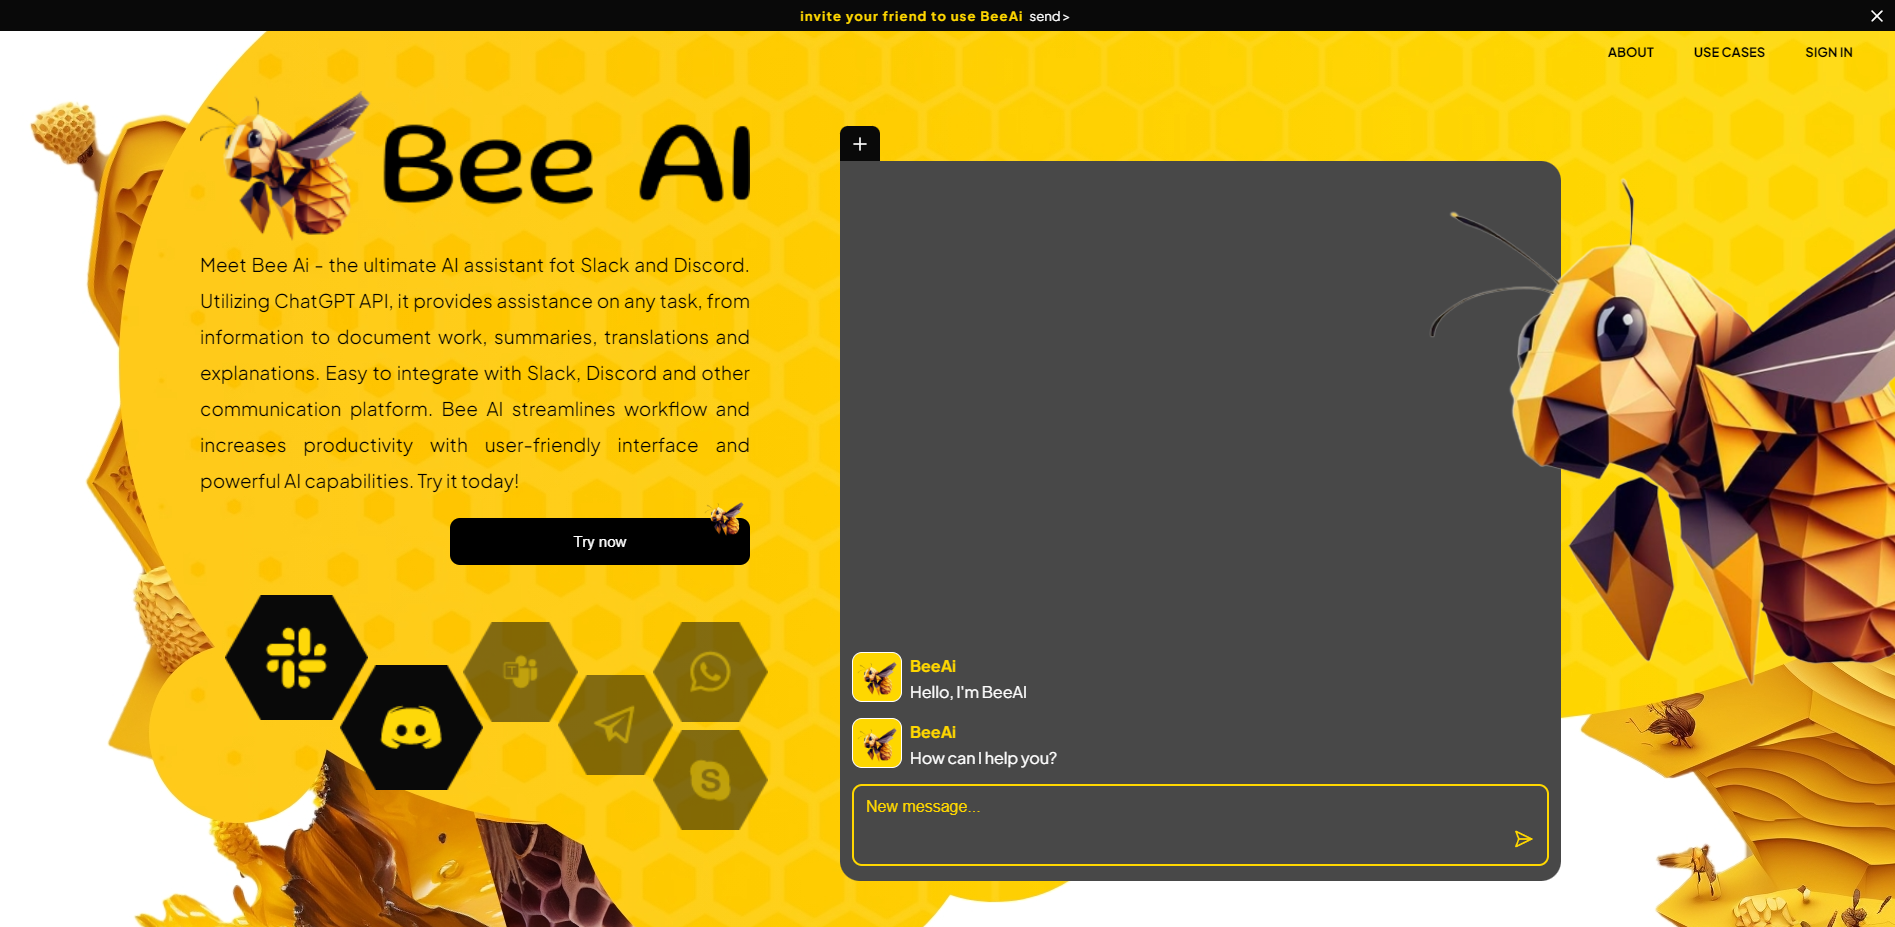 invite your friend to use BeeAi send >
ABOUT USE CASES SIGN IN
Bee AI
Meet Bee Ai - the ultimate AI assistant fot Slack and Discord.
Utilizing ChatGPT API, it provides assistance on any task, from
information to document work, summaries, translations and
explanations. Easy to integrate with Slack, Discord and other
communication platform. Bee AI streamlines workflow and
increases productivity with user-friendly interface and
powerful AI capabilities. Try it today!
Try now
BeeAi
Hello, I'm BeeAI
BeeAi
How can I help you?
New message...